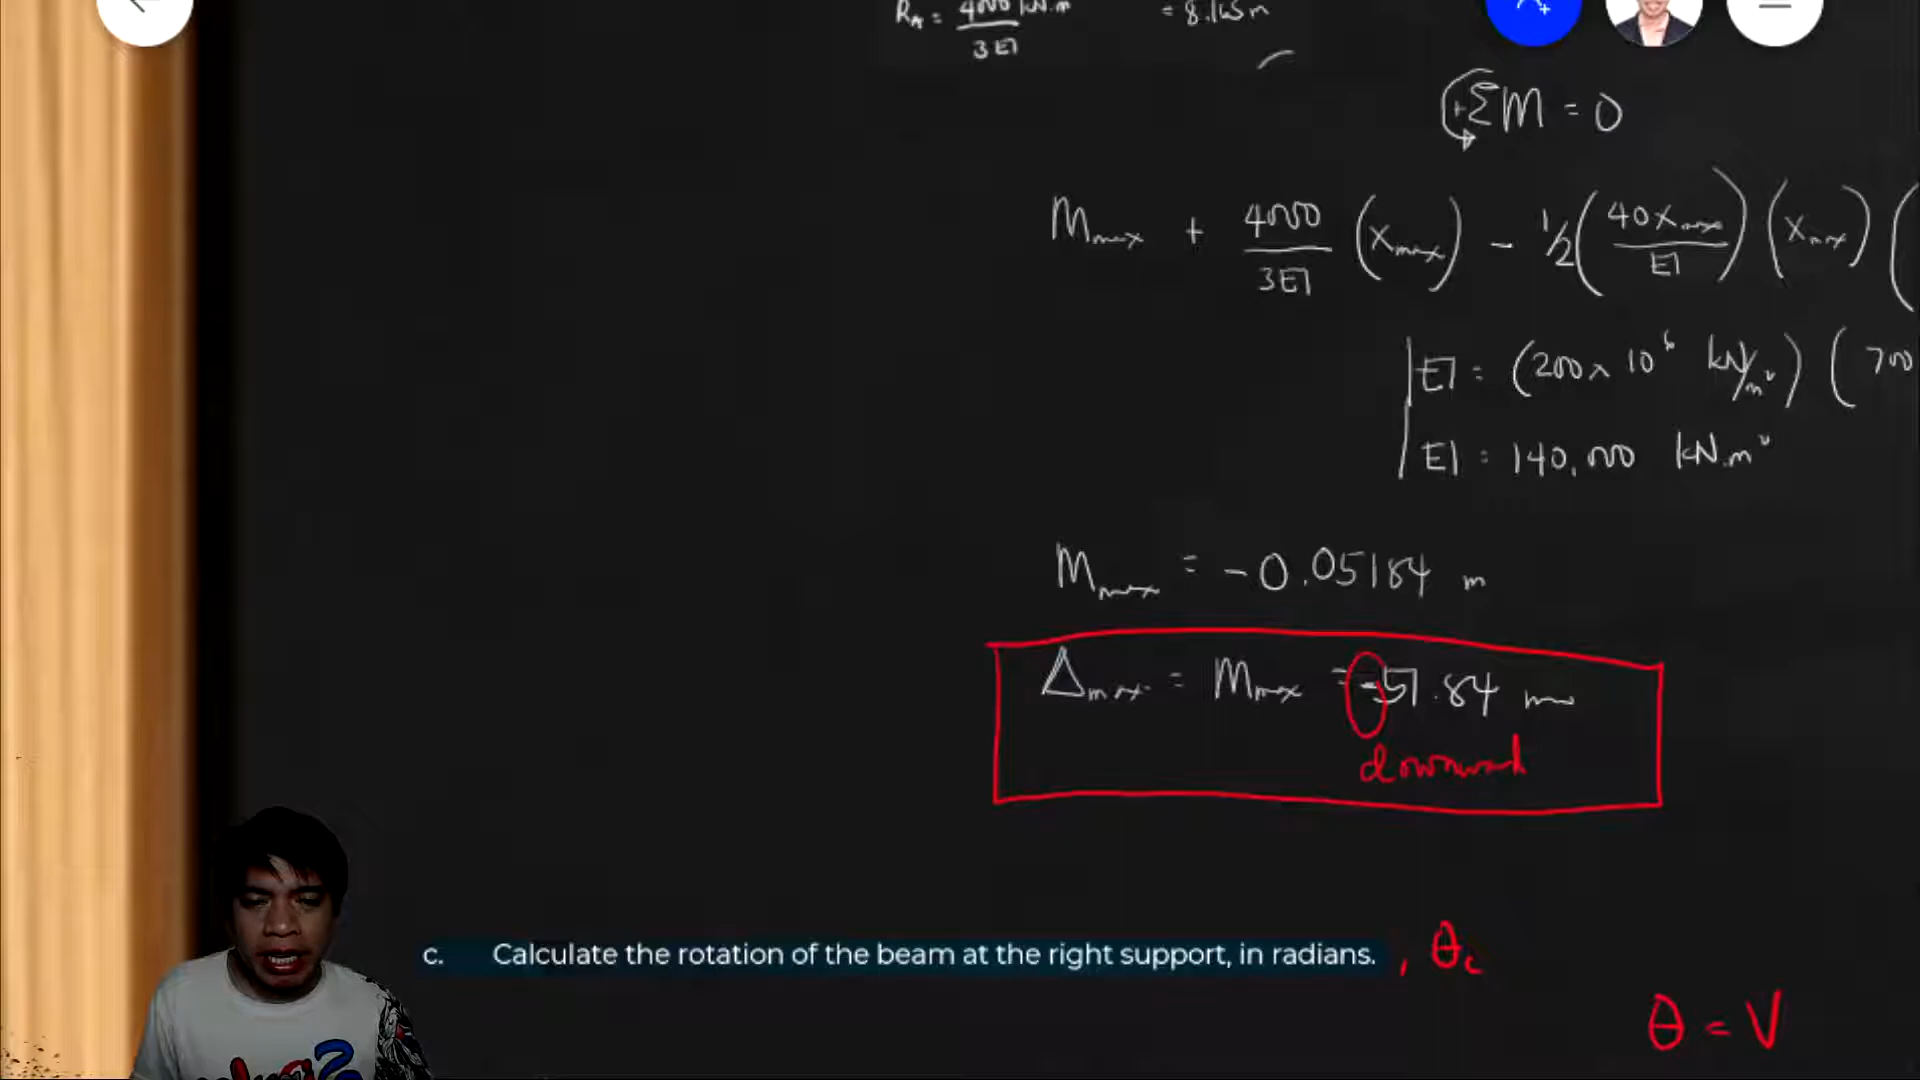 R_A = 4000 kN.m / 3EI
= 8.165 m
+ΣM = 0
M_max + 4000/3EI (x_max) - 1/2 (40x_max/EI) (x_max) (
EI = (200 x 10^6 kN/m²) ( 700
EI = 140,000 kN.m²
M_max = -0.05184 m
Δ_max = M_max = -51.84 mm
downward
c. Calculate the rotation of the beam at the right support, in radians. , θ_c
θ = V